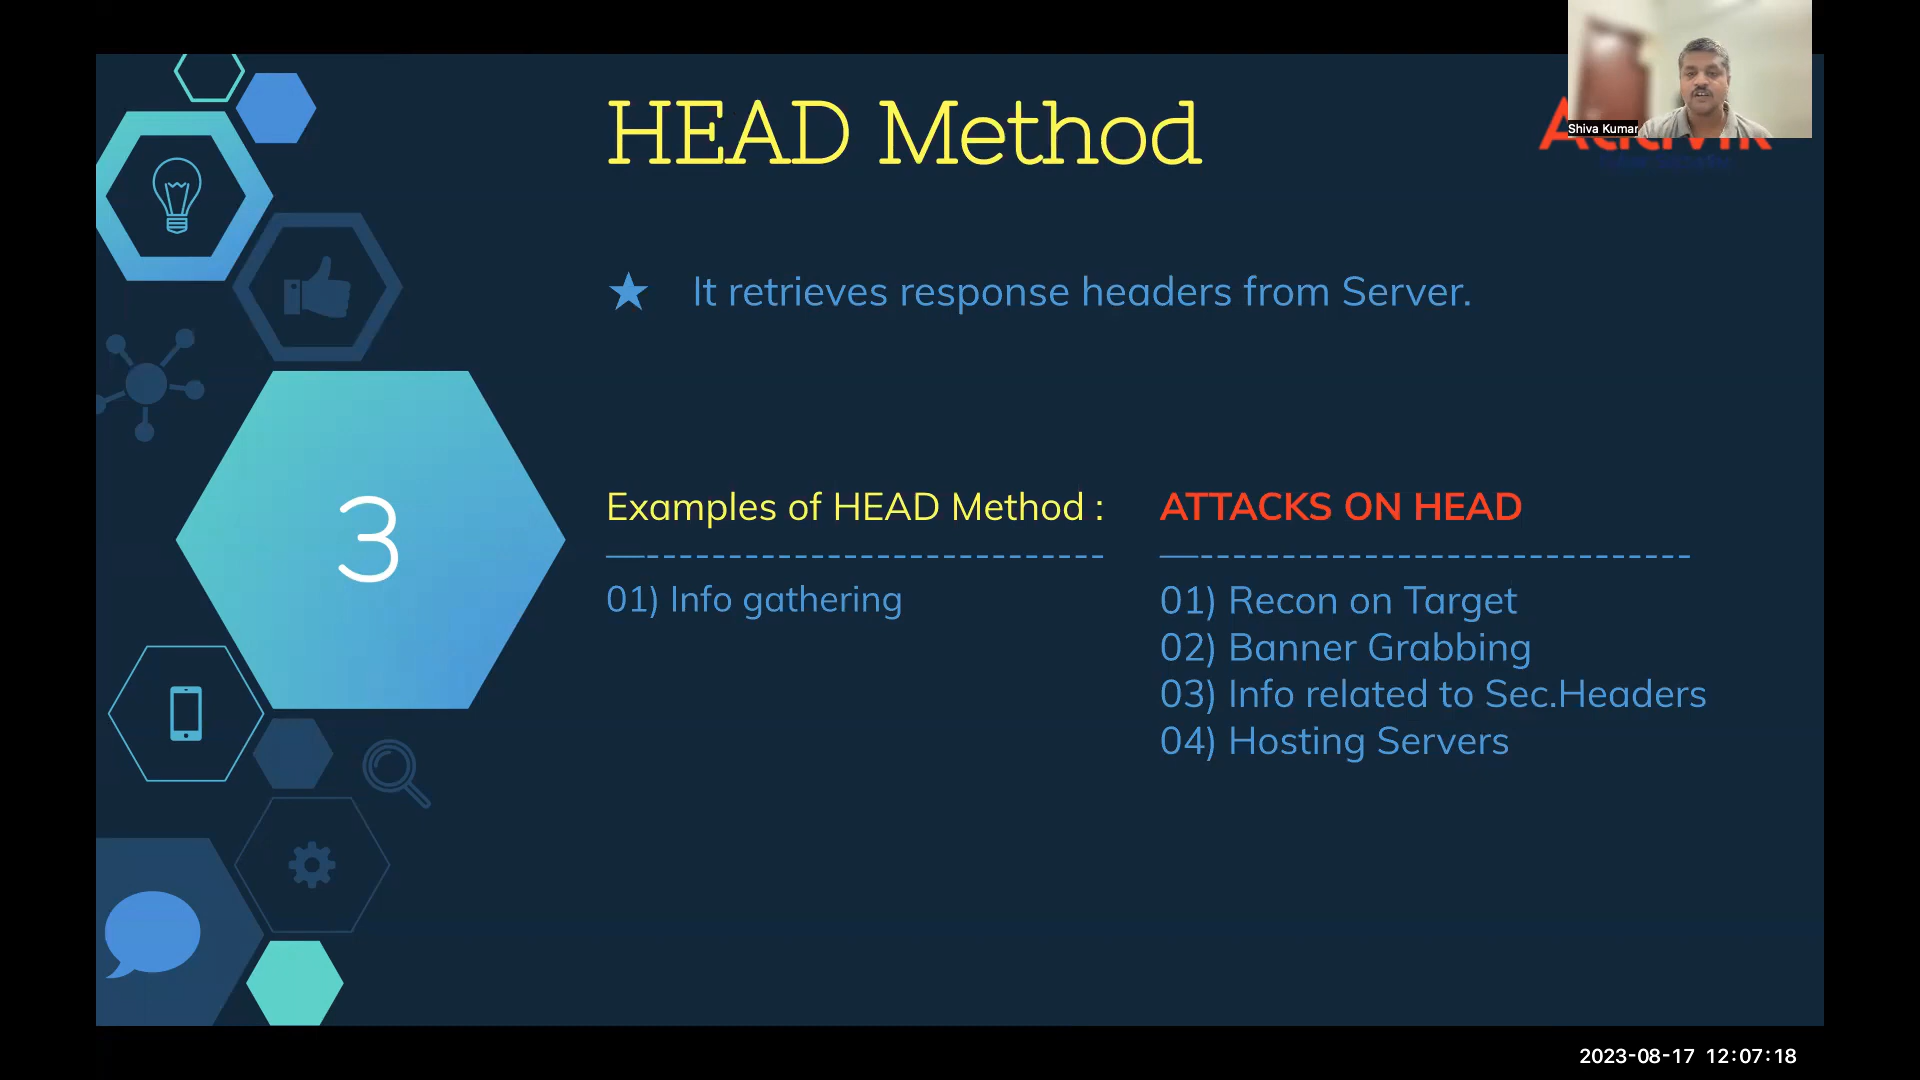 HEAD Method
Shiva Kumar
★ It retrieves response headers from Server.
3
Examples of HEAD Method :
—----------------------------
01) Info gathering
ATTACKS ON HEAD
—------------------------------
01) Recon on Target
02) Banner Grabbing
03) Info related to Sec.Headers
04) Hosting Servers
2023-08-17 12:07:18